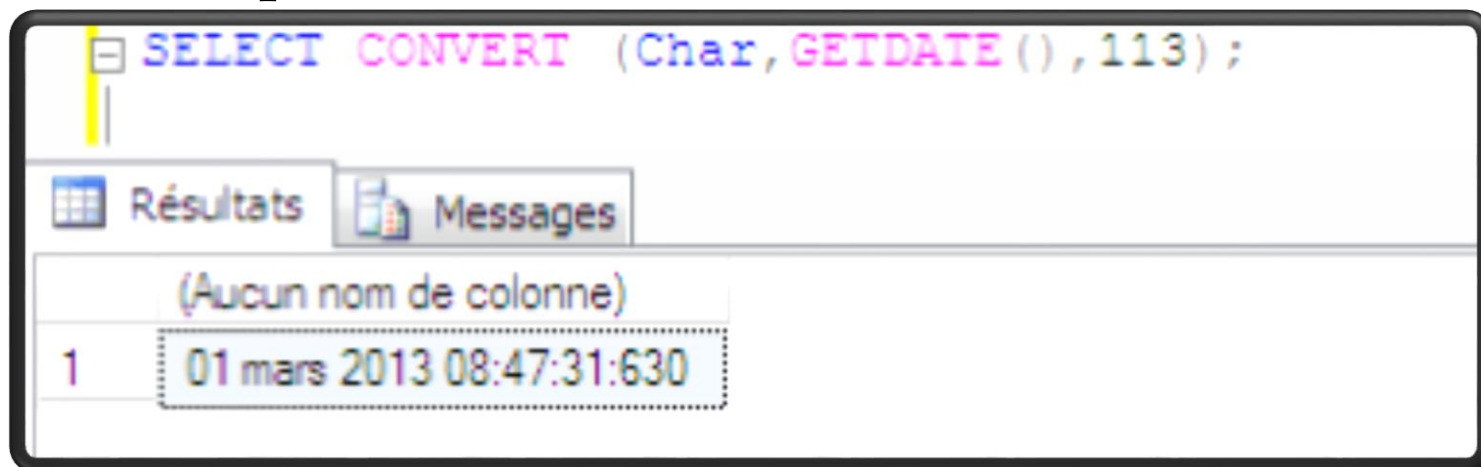 SELECT CONVERT (Char,GETDATE(),113);
Résultats Messages
(Aucun nom de colonne)
1 01 mars 2013 08:47:31:630